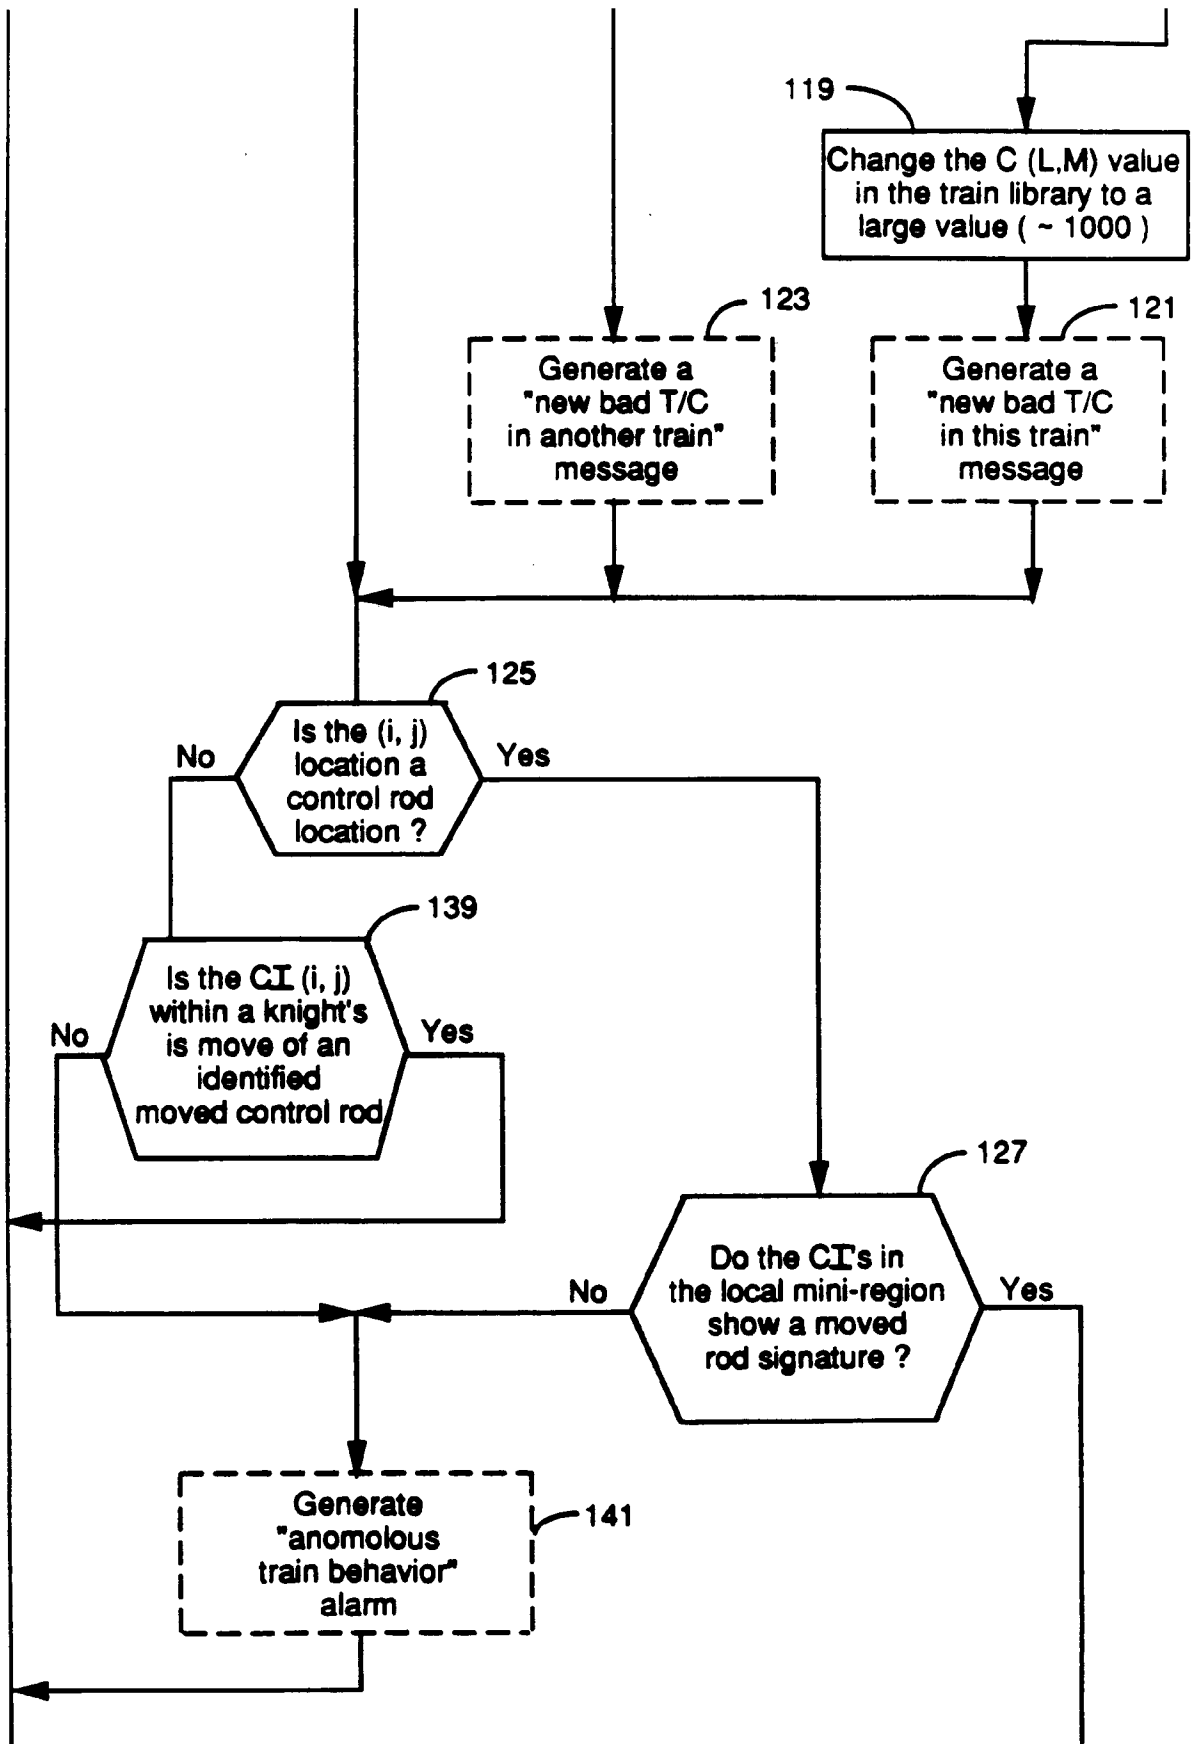 119
Change the C (L,M) value
in the train library to a
large value ( ~ 1000 )
123
Generate a
"new bad T/C
in another train"
message
121
Generate a
"new bad T/C
in this train"
message
125
Is the (i, j)
location a
control rod
location ?
No
Yes
139
Is the CI (i, j)
within a knight's
is move of an
identified
moved control rod
No
Yes
127
Do the CI's in
the local mini-region
show a moved
rod signature ?
No
Yes
Generate
"anomolous
train behavior"
alarm
141